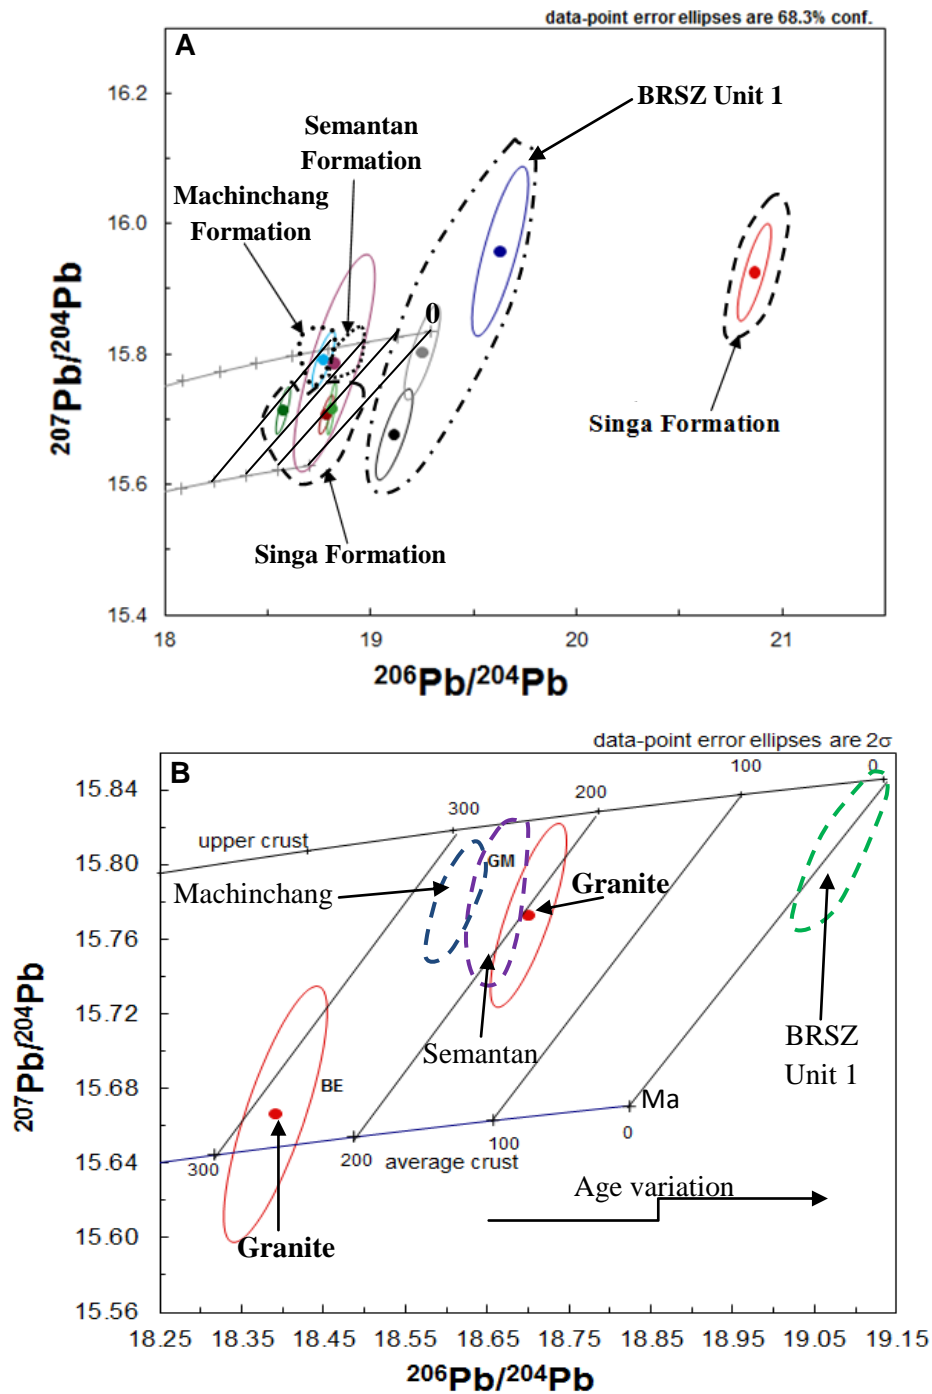 data-point error ellipses are 68.3% conf.
A
16.2
BRSZ Unit 1
Semantan
Formation
Machinchang
Formation
16.0
0
15.8
Singa Formation
15.6
Singa Formation
15.4
18
19
20
21
207Pb/204Pb
206Pb/204Pb
data-point error ellipses are 2σ
B
15.84
0
100
200
300
upper crust
15.80
GM
Machinchang
Granite
15.76
15.72
Semantan
BRSZ
Unit 1
BE
15.68
Ma
0
100
200
average crust
300
15.64
Age variation
15.60
Granite
15.56
18.25
18.35
18.45
18.55
18.65
18.75
18.85
18.95
19.05
19.15
207Pb/204Pb
206Pb/204Pb